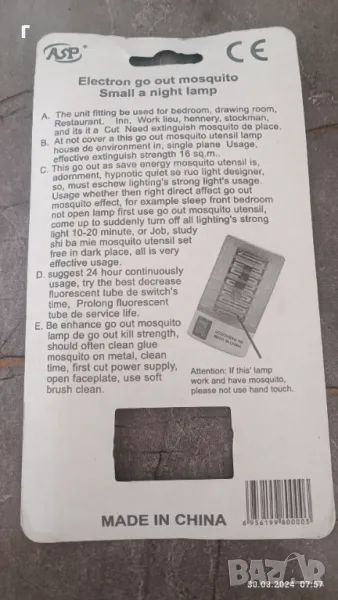 ASP
CE
Electron go out mosquito
Small a night lamp
A. The unit fitting be used for bedroom, drawing room,
Restaurant, Inn, Work lieu, hennery, stockman,
and its it a Cut Need extinguish mosquito de place.
B. At not cover a this go out mosquito utensil lamp
house de environment in, single plane Usage,
effective extinguish strength 16 sq.m..
C. This go out as save energy mosquito utensil is,
adornment, hypnotic quiet se ruo light designer,
so, must eschew lighting's strong light's usage.
Usage whether then right direct affect go out
mosquito effect, for example sleep front bedroom
not open lamp first use go out mosquito utensil,
come up to suddenly turn off all lighting's strong
light 10-20 minute, or Job, study
shi ba mie mosquito utensil set
free in dark place, all is very
effective usage.
D. suggest 24 hour continuously
usage, try the best decrease
fluorescent tube de switch's
time, Prolong fluorescent
tube de service life.
E. Be enhance go out mosquito
lamp de go out kill strength,
should often clean glue
mosquito on metal, clean
time, first cut power supply,
open faceplate, use soft
brush clean.
Attention: If this' lamp
work and have mosquito,
please not use hand touch.
MADE IN CHINA
6 956199 800003
30.08.2024 07:57
BAZAR